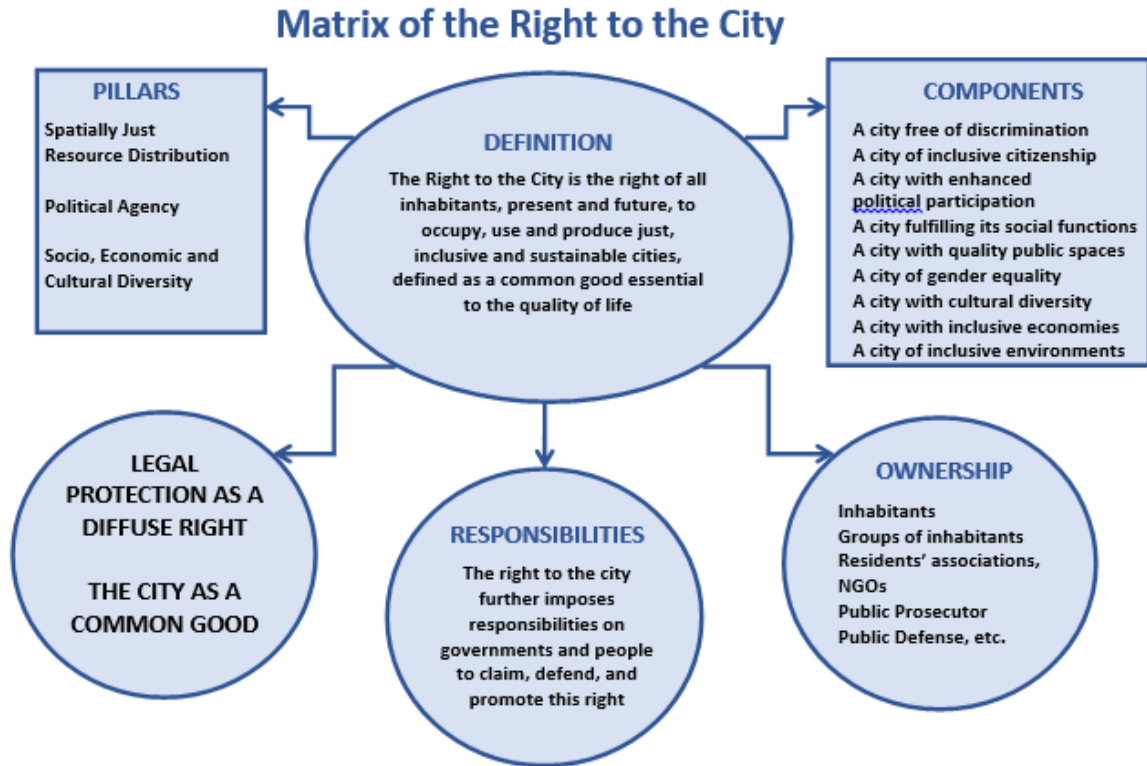 Matrix of the Right to the City
PILLARS
Spatially Just
Resource Distribution
Political Agency
Socio, Economic and
Cultural Diversity
DEFINITION
The Right to the City is the right of all
inhabitants, present and future, to
occupy, use and produce just,
inclusive and sustainable cities,
defined as a common good essential
to the quality of life
COMPONENTS
A city free of discrimination
A city of inclusive citizenship
A city with enhanced
political participation
A city fulfilling its social functions
A city with quality public spaces
A city of gender equality
A city with cultural diversity
A city with inclusive economies
A city of inclusive environments
LEGAL
PROTECTION AS A
DIFFUSE RIGHT
THE CITY AS A
COMMON GOOD
RESPONSIBILITIES
The right to the city
further imposes
responsibilities on
governments and people
to claim, defend, and
promote this right
OWNERSHIP
Inhabitants
Groups of inhabitants
Residents’ associations,
NGOs
Public Prosecutor
Public Defense, etc.